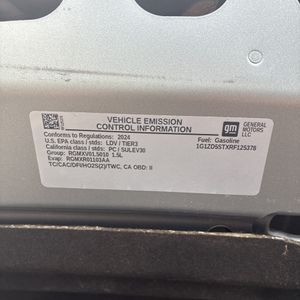 VEHICLE EMISSION
CONTROL INFORMATION
gm
GENERAL
MOTORS
LLC
Conforms to Regulations: 2024
Fuel: Gasoline
U.S. EPA class / stds: LDV / TIER3
1G1ZD5STXRF125378
California class / stds: PC / SULEV30
Group: RGMXV01.5010 1.5L
Evap: RGMXR01103AA
TC/CAC/DFI/HO2S(2)/TWC, CA OBD: II